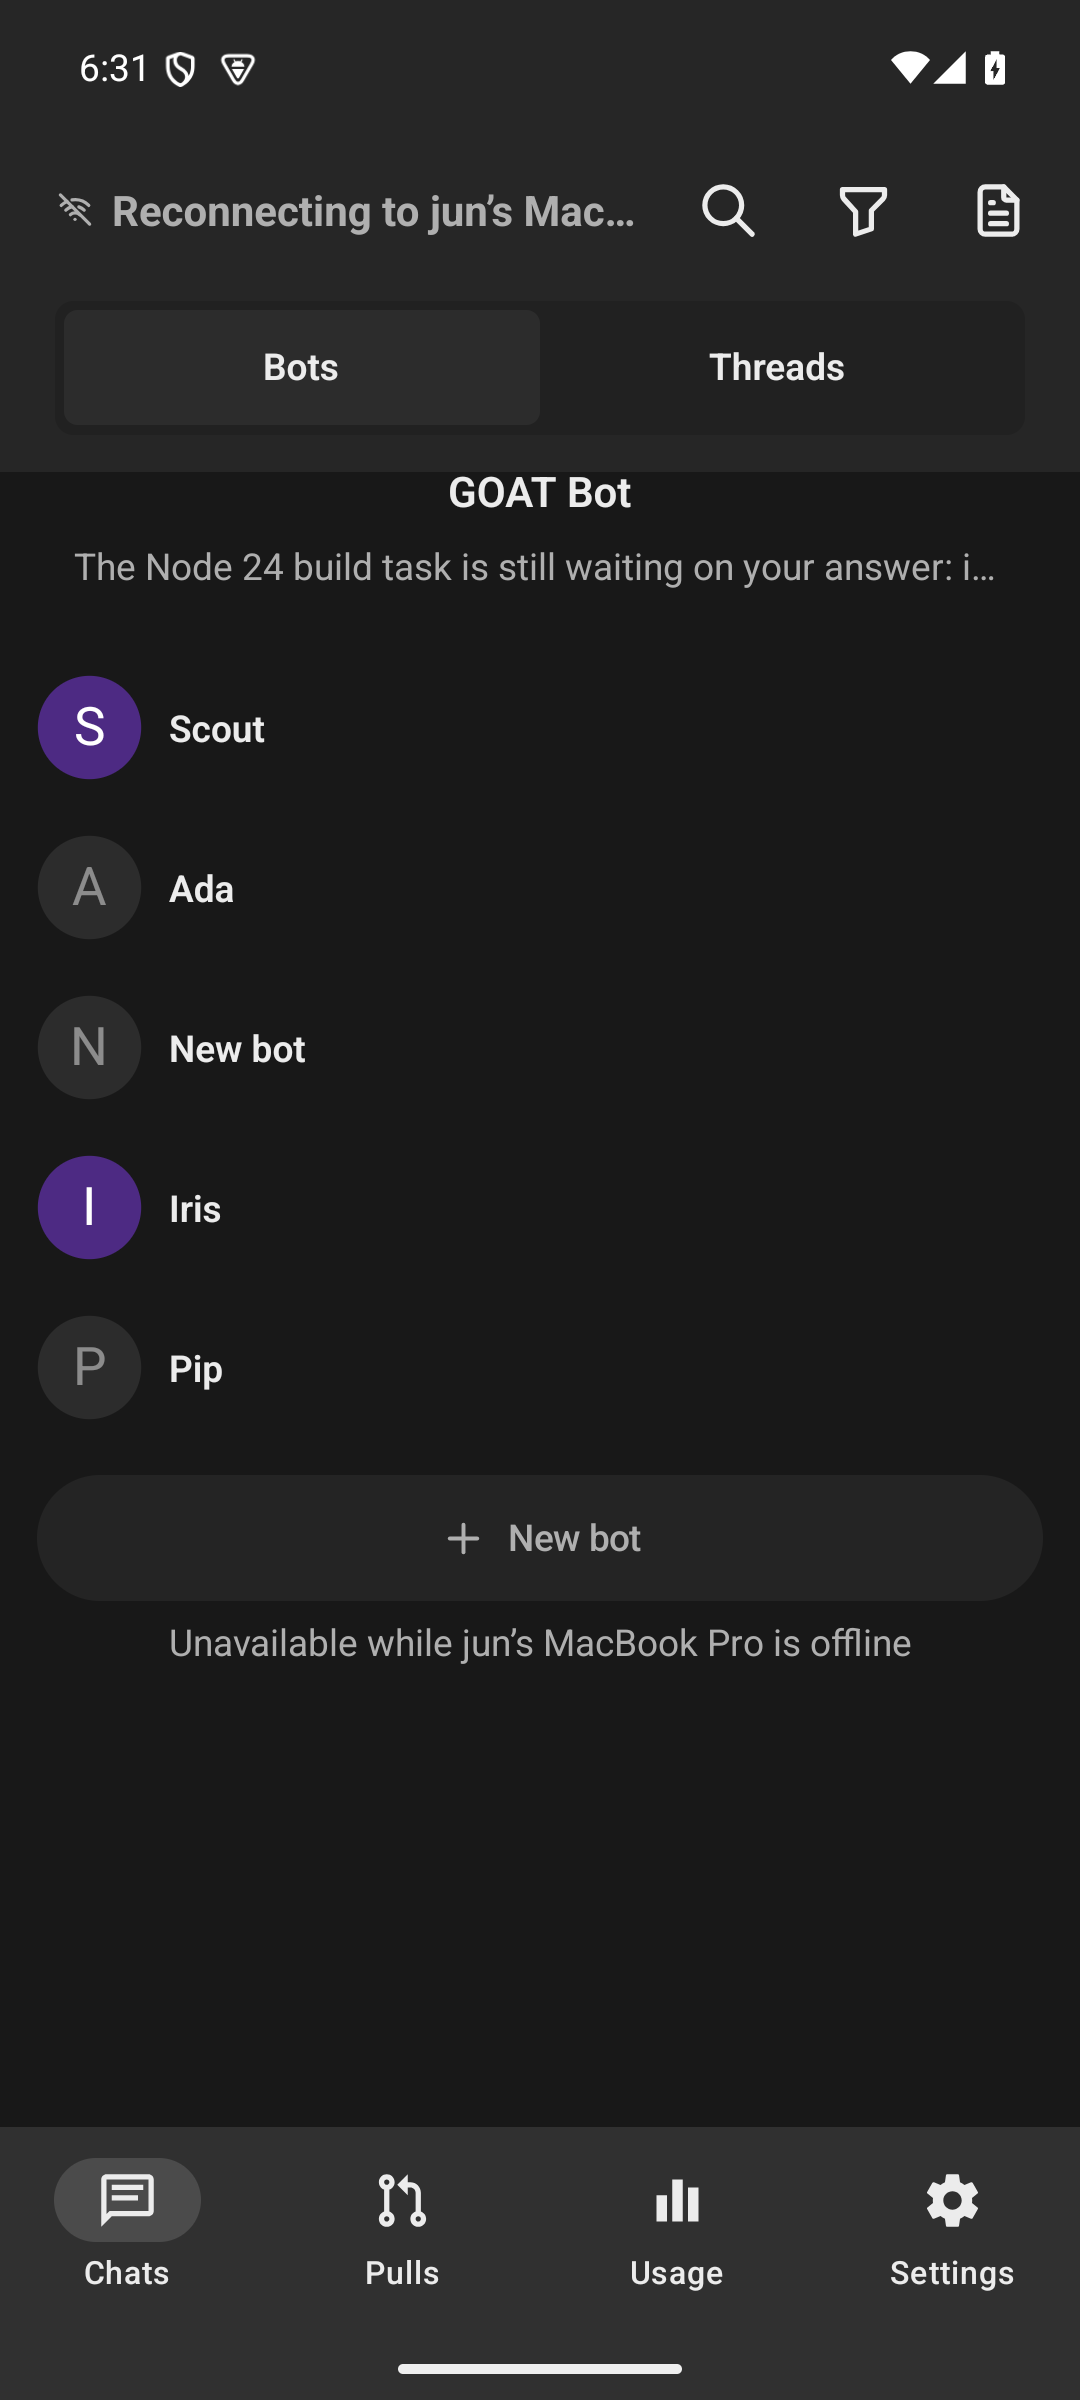 6:31
Reconnecting to jun’s Mac...
Bots
Threads
GOAT Bot
The Node 24 build task is still waiting on your answer: i...
S
Scout
A
Ada
N
New bot
I
Iris
P
Pip
+ New bot
Unavailable while jun’s MacBook Pro is offline
Chats
Pulls
Usage
Settings